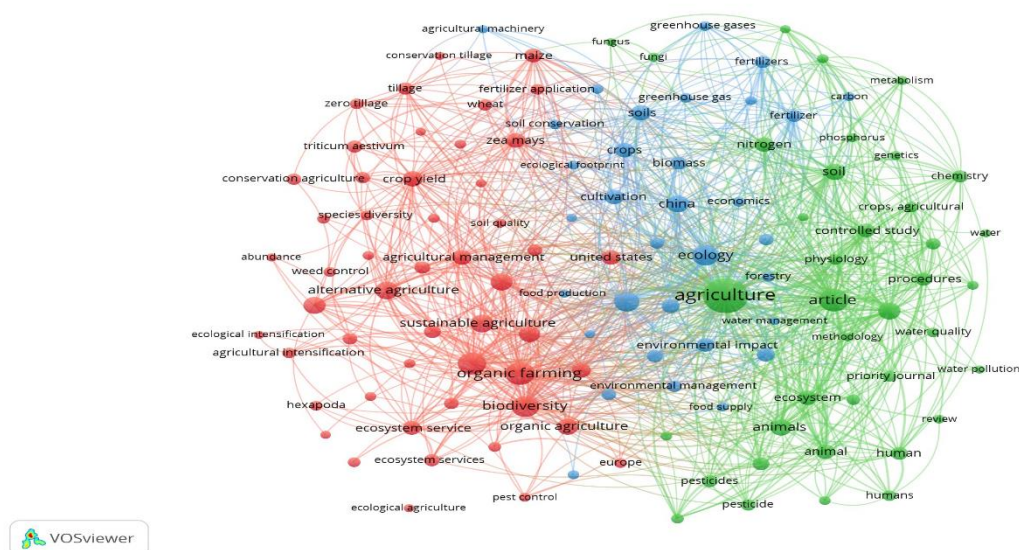 greenhouse gases
agricultural machinery
fungus
conservation tillage
maize
fungi
fertilizers
metabolism
tillage
fertilizer application
greenhouse gas
carbon
zero tillage
wheat
soils
fertilizer
soil conservation
phosphorus
triticum aestivum
zea mays
crops
nitrogen
genetics
ecological footprint
biomass
soil
chemistry
conservation agriculture
crop yield
cultivation
china
economics
crops, agricultural
species diversity
soil quality
controlled study
water
abundance
agricultural management
united states
ecology
physiology
weed control
forestry
procedures
alternative agriculture
food production
agriculture
article
sustainable agriculture
water management
ecological intensification
methodology
water quality
agricultural intensification
environmental impact
organic farming
priority journal
water pollution
environmental management
ecosystem
hexapoda
biodiversity
food supply
ecosystem service
organic agriculture
animals
review
ecosystem services
europe
animal
human
pest control
pesticides
ecological agriculture
pesticide
humans
VOSviewer